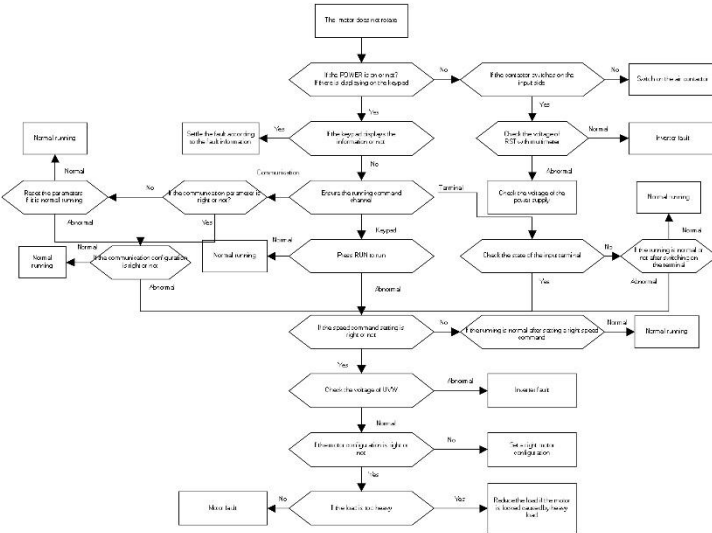 The motor does not rotate
If the POWER is on or not?
If there is displaying on the keypad
No
If the contactor switches on the
input side
No
Switch on the air contactor
Yes
Yes
Normal running
Settle the fault according
to the fault information
Yes
If the keypad displays the
information or not
Check the voltage of
RST with multimeter
Normal
Inverter fault
Normal
No
Abnormal
Communication
Reset the parameters
if it is normal running
No
If the communication parameter is
right or not?
Ensure the running command
channel
Terminal
Check the voltage of the
power supply
Normal running
Abnormal
Yes
Keypad
Normal
Normal
running
Normal
If the communication configuration
is right or not
Normal running
Normal
Press RUN to run
Check the state of the input terminal
No
If the running is normal or
not after switching on
the terminal
Abnormal
Abnormal
Yes
Abnormal
If the speed command setting is
right or not
No
If the running is normal after setting a right speed
command
Normal
Normal running
Yes
Check the voltage of UVW
Abnormal
Inverter fault
Normal
If the motor configuration is right or
not
No
Set a right motor
configuration
Yes
Motor fault
No
If the load is too heavy
Yes
Reduce the load if the motor
is caused by heavy
load